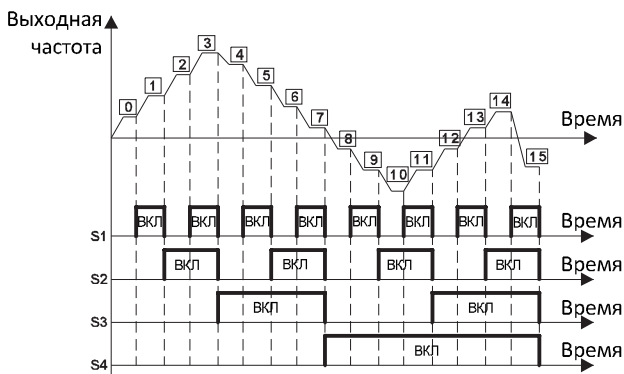 Выходная
частота
0 1 2 3 4 5 6 7 8 9 10 11 12 13 14 15
Время
S1 ВКЛ ВКЛ ВКЛ ВКЛ ВКЛ ВКЛ ВКЛ ВКЛ Время
S2 ВКЛ ВКЛ ВКЛ ВКЛ Время
S3 ВКЛ ВКЛ Время
S4 ВКЛ Время